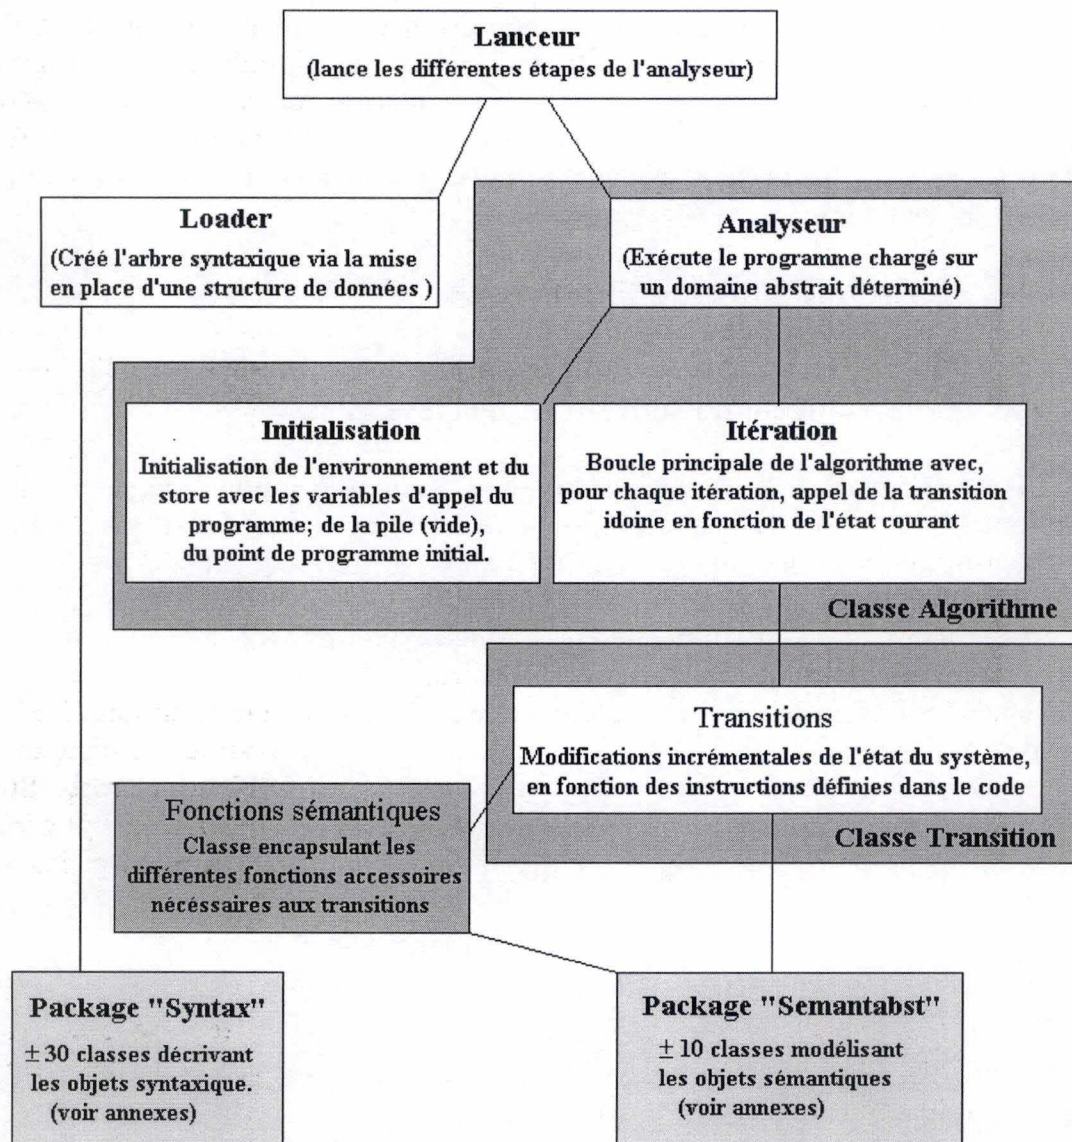 Lanceur
(lance les différentes étapes de l'analyseur)
Loader
(Créé l'arbre syntaxique via la mise
en place d'une structure de données )
Analyseur
(Exécute le programme chargé sur
un domaine abstrait déterminé)
Initialisation
Initialisation de l'environnement et du
store avec les variables d'appel du
programme; de la pile (vide),
du point de programme initial.
Itération
Boucle principale de l'algorithme avec,
pour chaque itération, appel de la transition
idoine en fonction de l'état courant
Classe Algorithme
Transitions
Modifications incrémentales de l'état du système,
en fonction des instructions définies dans le code
Classe Transition
Fonctions sémantiques
Classe encapsulant les
différentes fonctions accessoires
nécéssaires aux transitions
Package "Syntax"
± 30 classes décrivant
les objets syntaxique.
(voir annexes)
Package "Semantabst"
± 10 classes modélisant
les objets sémantiques
(voir annexes)